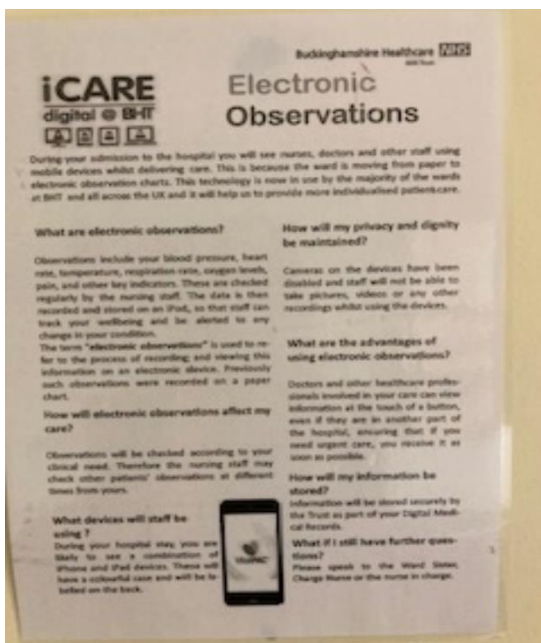 Buckinghamshire Healthcare NHS
NHS Trust
iCARE
digital @ BHT
Electronic
Observations
During your admission to the hospital you will see nurses, doctors and other staff using
mobile devices whilst delivering care. This is because the ward is moving from paper to
electronic observation charts. This technology is now in use by the majority of the wards
at BHT and all across the UK and it will help us to provide more individualised patient care.
What are electronic observations?
Observations include your blood pressure, heart
rate, temperature, respiration rate, oxygen levels,
pain, and other key indicators. These are checked
regularly by the nursing staff. The data is then
recorded and stored on an iPod, so that staff can
track your wellbeing and be alerted to any
change in your condition.
The term "electronic observations" is used to re-
fer to the process of recording; and viewing this
information on an electronic device. Previously
such observations were recorded on a paper
chart.
How will electronic observations affect my
care?
Observations will be checked according to your
clinical need. Therefore the nursing staff may
check other patients' observations at different
times from yours.
What devices will staff be
using ?
During your hospital stay, you are
likely to see a combination of
iPhone and iPad devices. These will
have a colourful case and will be la-
belled on the back.
How will my privacy and dignity
be maintained?
Cameras on the devices have been
disabled and staff will not be able to
take pictures, videos or any other
recordings whilst using the devices.
What are the advantages of
using electronic observations?
Doctors and other healthcare profes-
sionals involved in your care can view
information at the touch of a button,
even if they are in another part of
the hospital, ensuring that if you
need urgent care, you receive it as
soon as possible.
How will my information be
stored?
Information will be stored securely by
the Trust as part of your Digital Medi-
cal Records.
What if I still have further ques-
tions?
Please speak to the Ward Sister,
Charge Nurse or the nurse in charge.